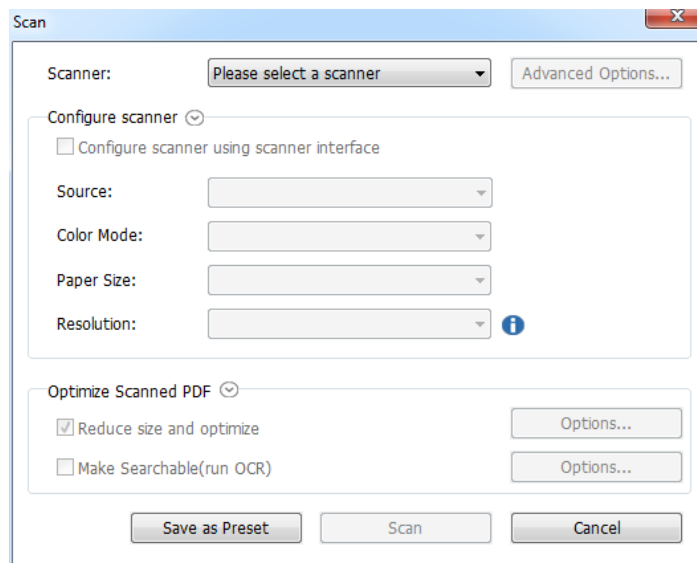 Scan
X
Scanner: Please select a scanner Advanced Options...
Configure scanner
Configure scanner using scanner interface
Source:
Color Mode:
Paper Size:
Resolution:
Optimize Scanned PDF
Reduce size and optimize Options...
Make Searchable(run OCR) Options...
Save as Preset Scan Cancel